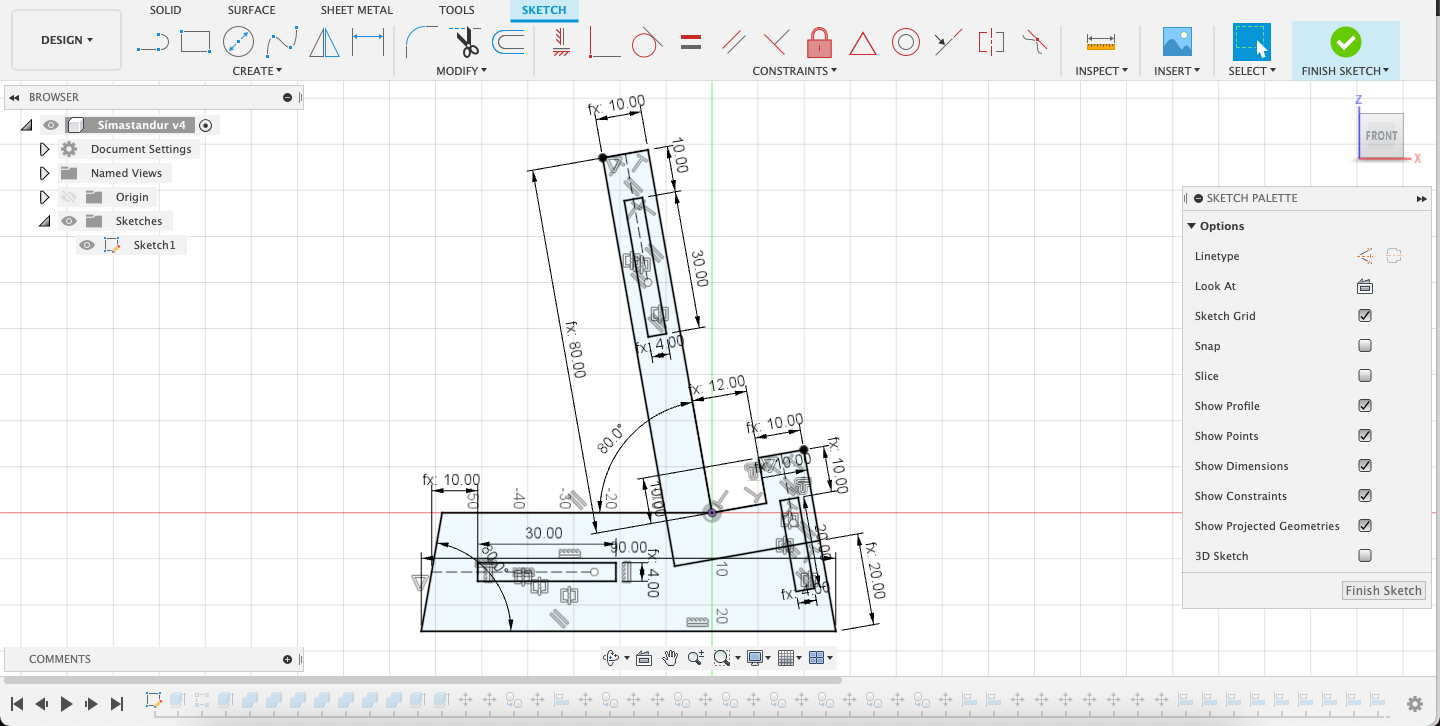 SOLID SURFACE SHEET METAL TOOLS SKETCH
DESIGN
CREATE MODIFY CONSTRAINTS INSPECT INSERT SELECT FINISH SKETCH
BROWSER
Símastandur v4
Document Settings
Named Views
Origin
Sketches
Sketch1
fx: 10.00
10.00
30.00
fx: 80.00
fx: 4.00
fx: 12.00
80.0°
fx: 10.00
fx: 10.00
fx: 10.00
10.00
fx: 10.00
-50
-40
-30
-20
30.00
90.00
80.0°
fx: 4.00
20.00
fx: 20.00
fx: 4.00
10
20
Z
FRONT
X
SKETCH PALETTE
Options
Linetype
Look At
Sketch Grid
Snap
Slice
Show Profile
Show Points
Show Dimensions
Show Constraints
Show Projected Geometries
3D Sketch
Finish Sketch
COMMENTS